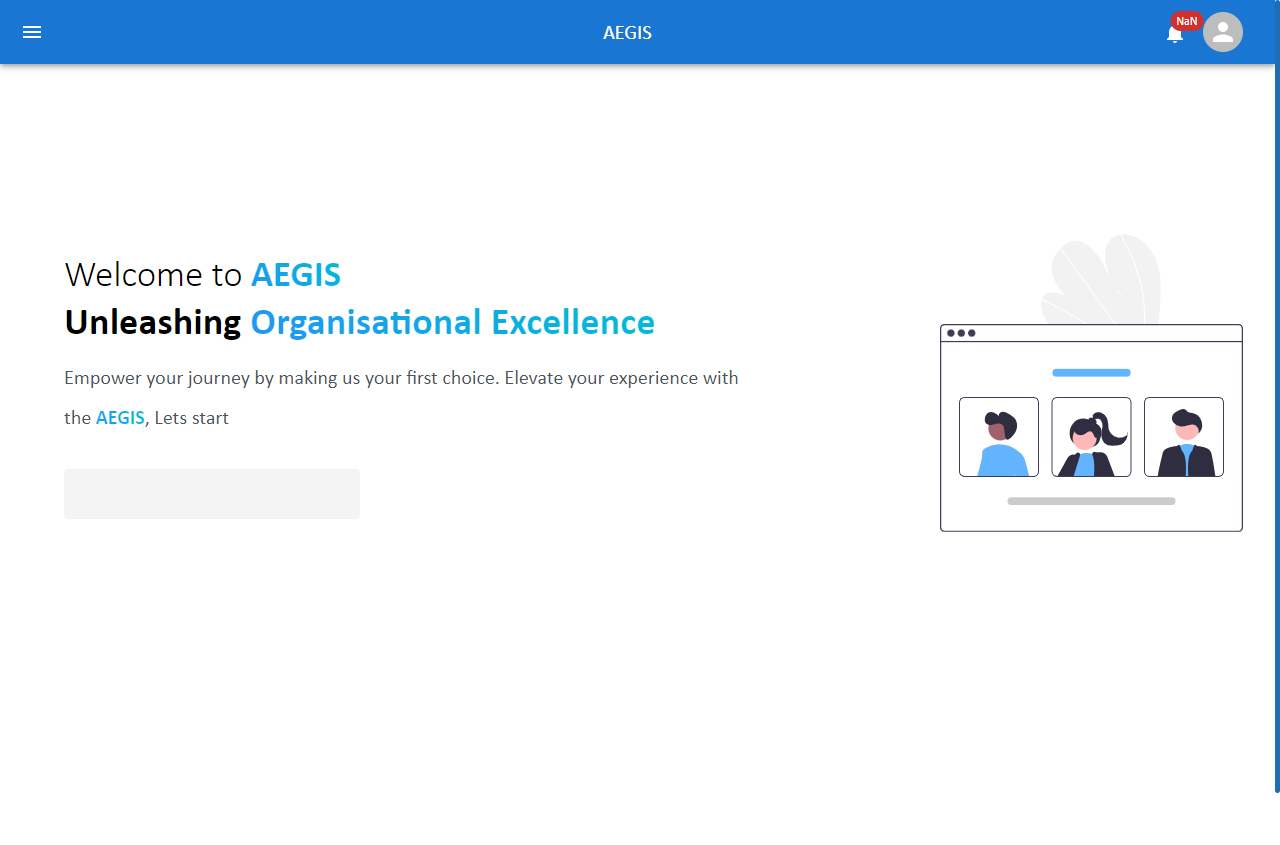 AEGIS
NaN
Welcome to AEGIS
Unleashing Organisational Excellence
Empower your journey by making us your first choice. Elevate your experience with
the AEGIS, Lets start